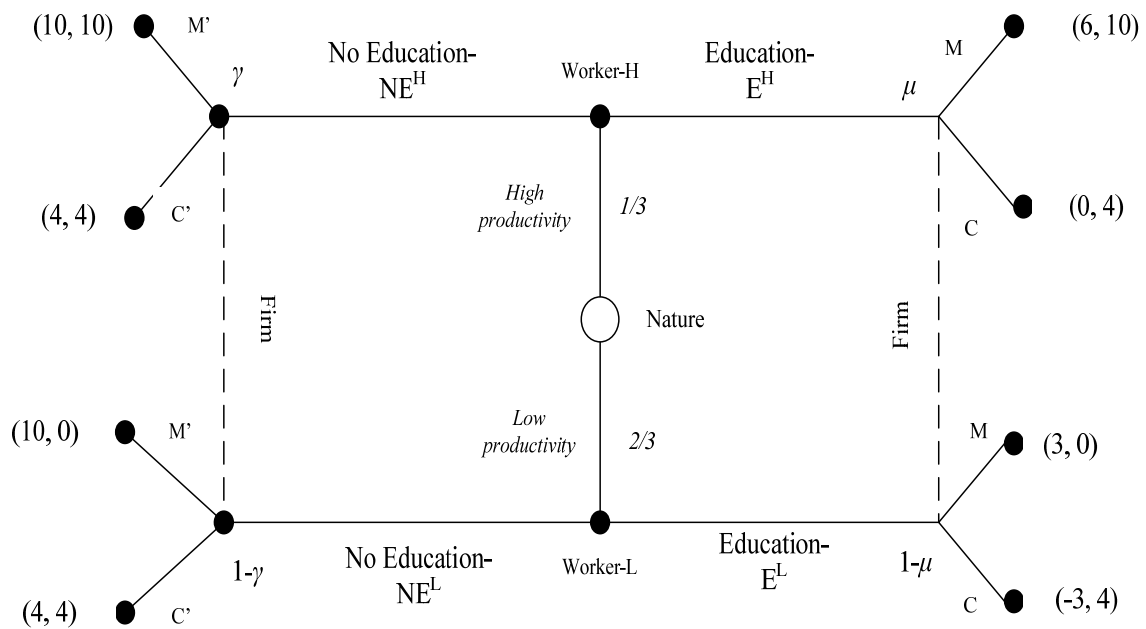 (10, 10)
M’
γ
No Education-
NE^H
Worker-H
Education-
E^H
μ
M
(6, 10)
(4, 4)
C’
High
productivity
1/3
C
(0, 4)
Firm
Nature
Firm
(10, 0)
M’
Low
productivity
2/3
M
(3, 0)
1-γ
No Education-
NE^L
Worker-L
Education-
E^L
1-μ
(4, 4)
C’
C
(-3, 4)